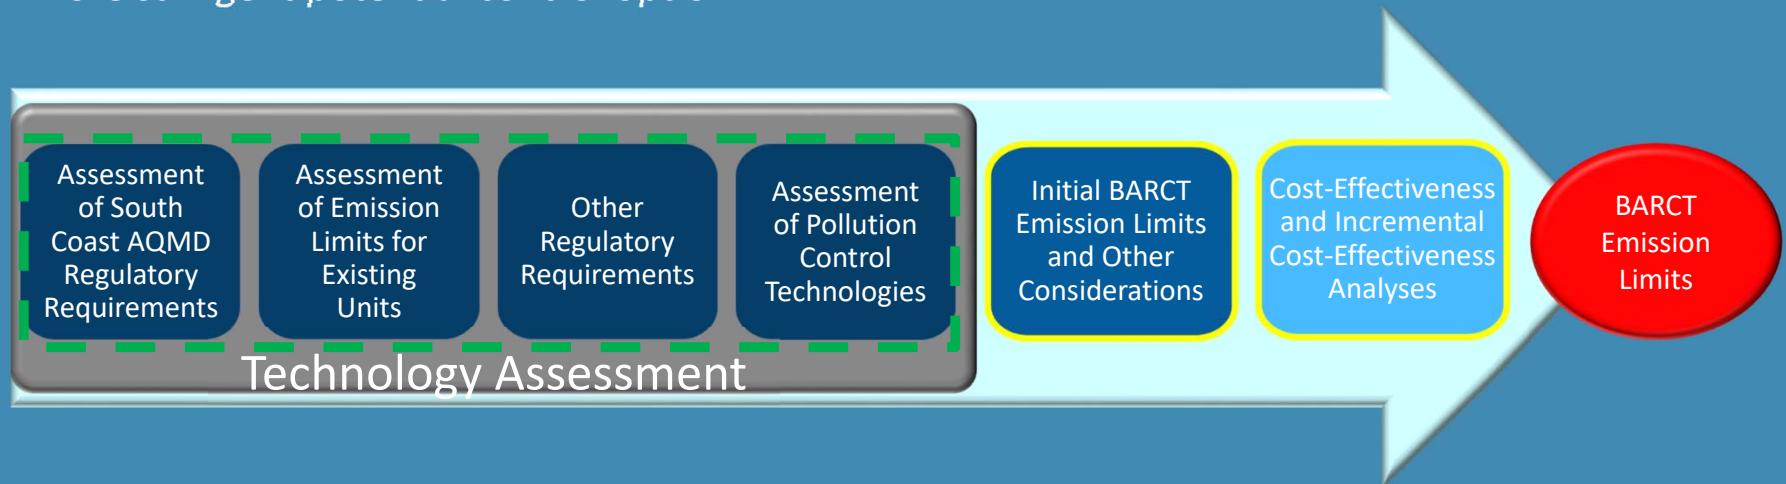 Assessment
of South
Coast AQMD
Regulatory
Requirements
Assessment
of Emission
Limits for
Existing
Units
Other
Regulatory
Requirements
Assessment
of Pollution
Control
Technologies
Initial BARCT
Emission Limits
and Other
Considerations
Cost-Effectiveness
and Incremental
Cost-Effectiveness
Analyses
BARCT
Emission
Limits
Technology Assessment